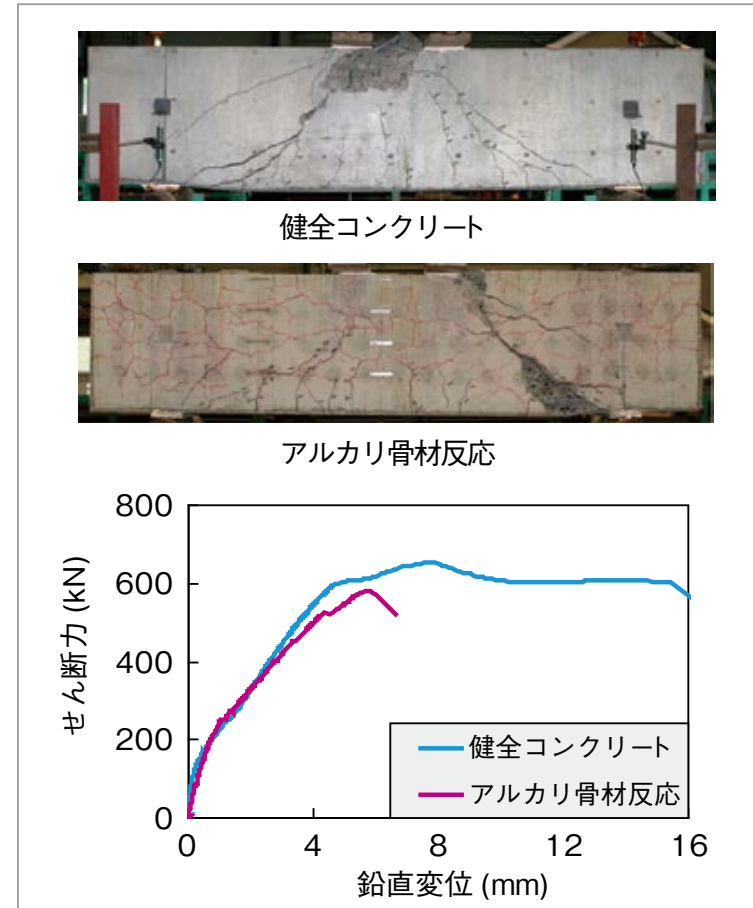 健全コンクリート
アルカリ骨材反応
800
600
400
200
0
せん断力 (kN)
健全コンクリート
アルカリ骨材反応
0 4 8 12 16
鉛直変位 (mm)